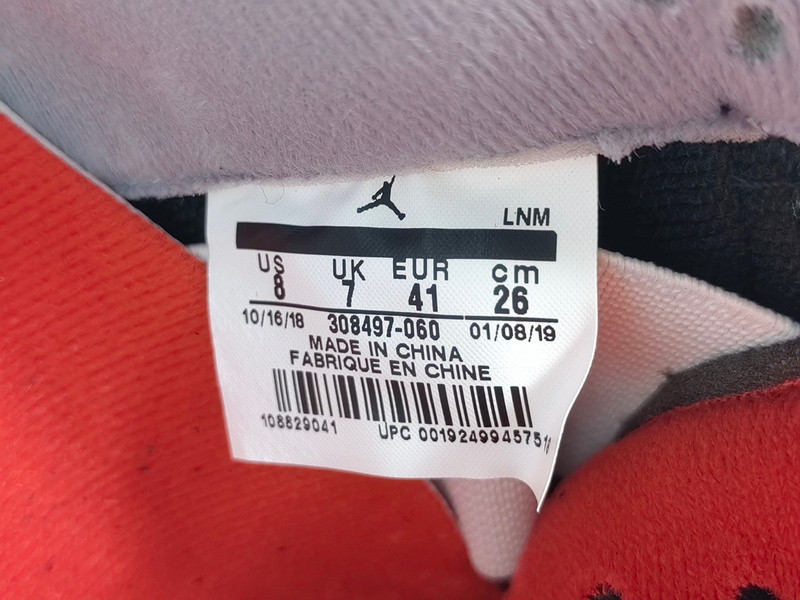 LNM
US UK EUR cm
8 7 41 26
10/16/18 308497-060 01/08/19
MADE IN CHINA
FABRIQUE EN CHINE
108829041 UPC 001924994575